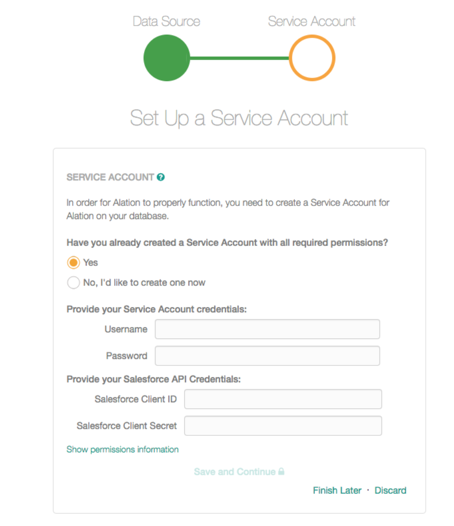 Data Source
Service Account
Set Up a Service Account
SERVICE ACCOUNT ?
In order for Alation to properly function, you need to create a Service Account for
Alation on your database.
Have you already created a Service Account with all required permissions?
Yes
No, I'd like to create one now
Provide your Service Account credentials:
Username
Password
Provide your Salesforce API Credentials:
Salesforce Client ID
Salesforce Client Secret
Show permissions information
Save and Continue
Finish Later · Discard